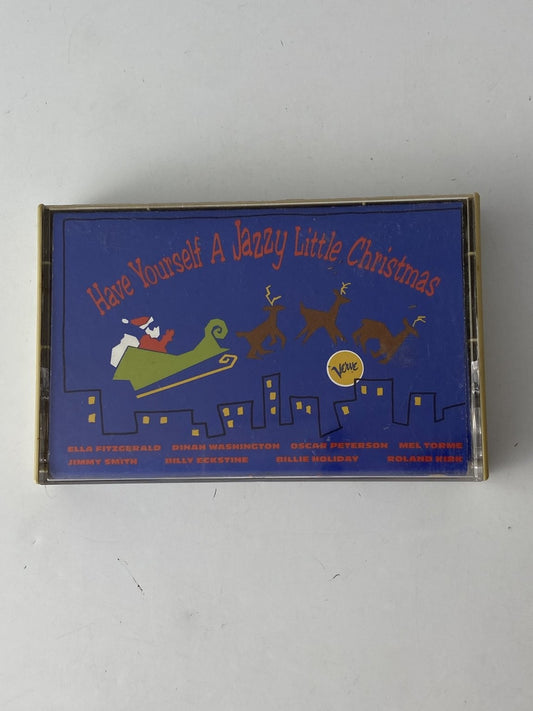 Have Yourself A Jazzy Little Christmas
Verve
ELLA FITZGERALD DINAH WASHINGTON OSCAR PETERSON MEL TORME
JIMMY SMITH BILLY ECKSTINE BILLIE HOLIDAY ROLAND KIRK